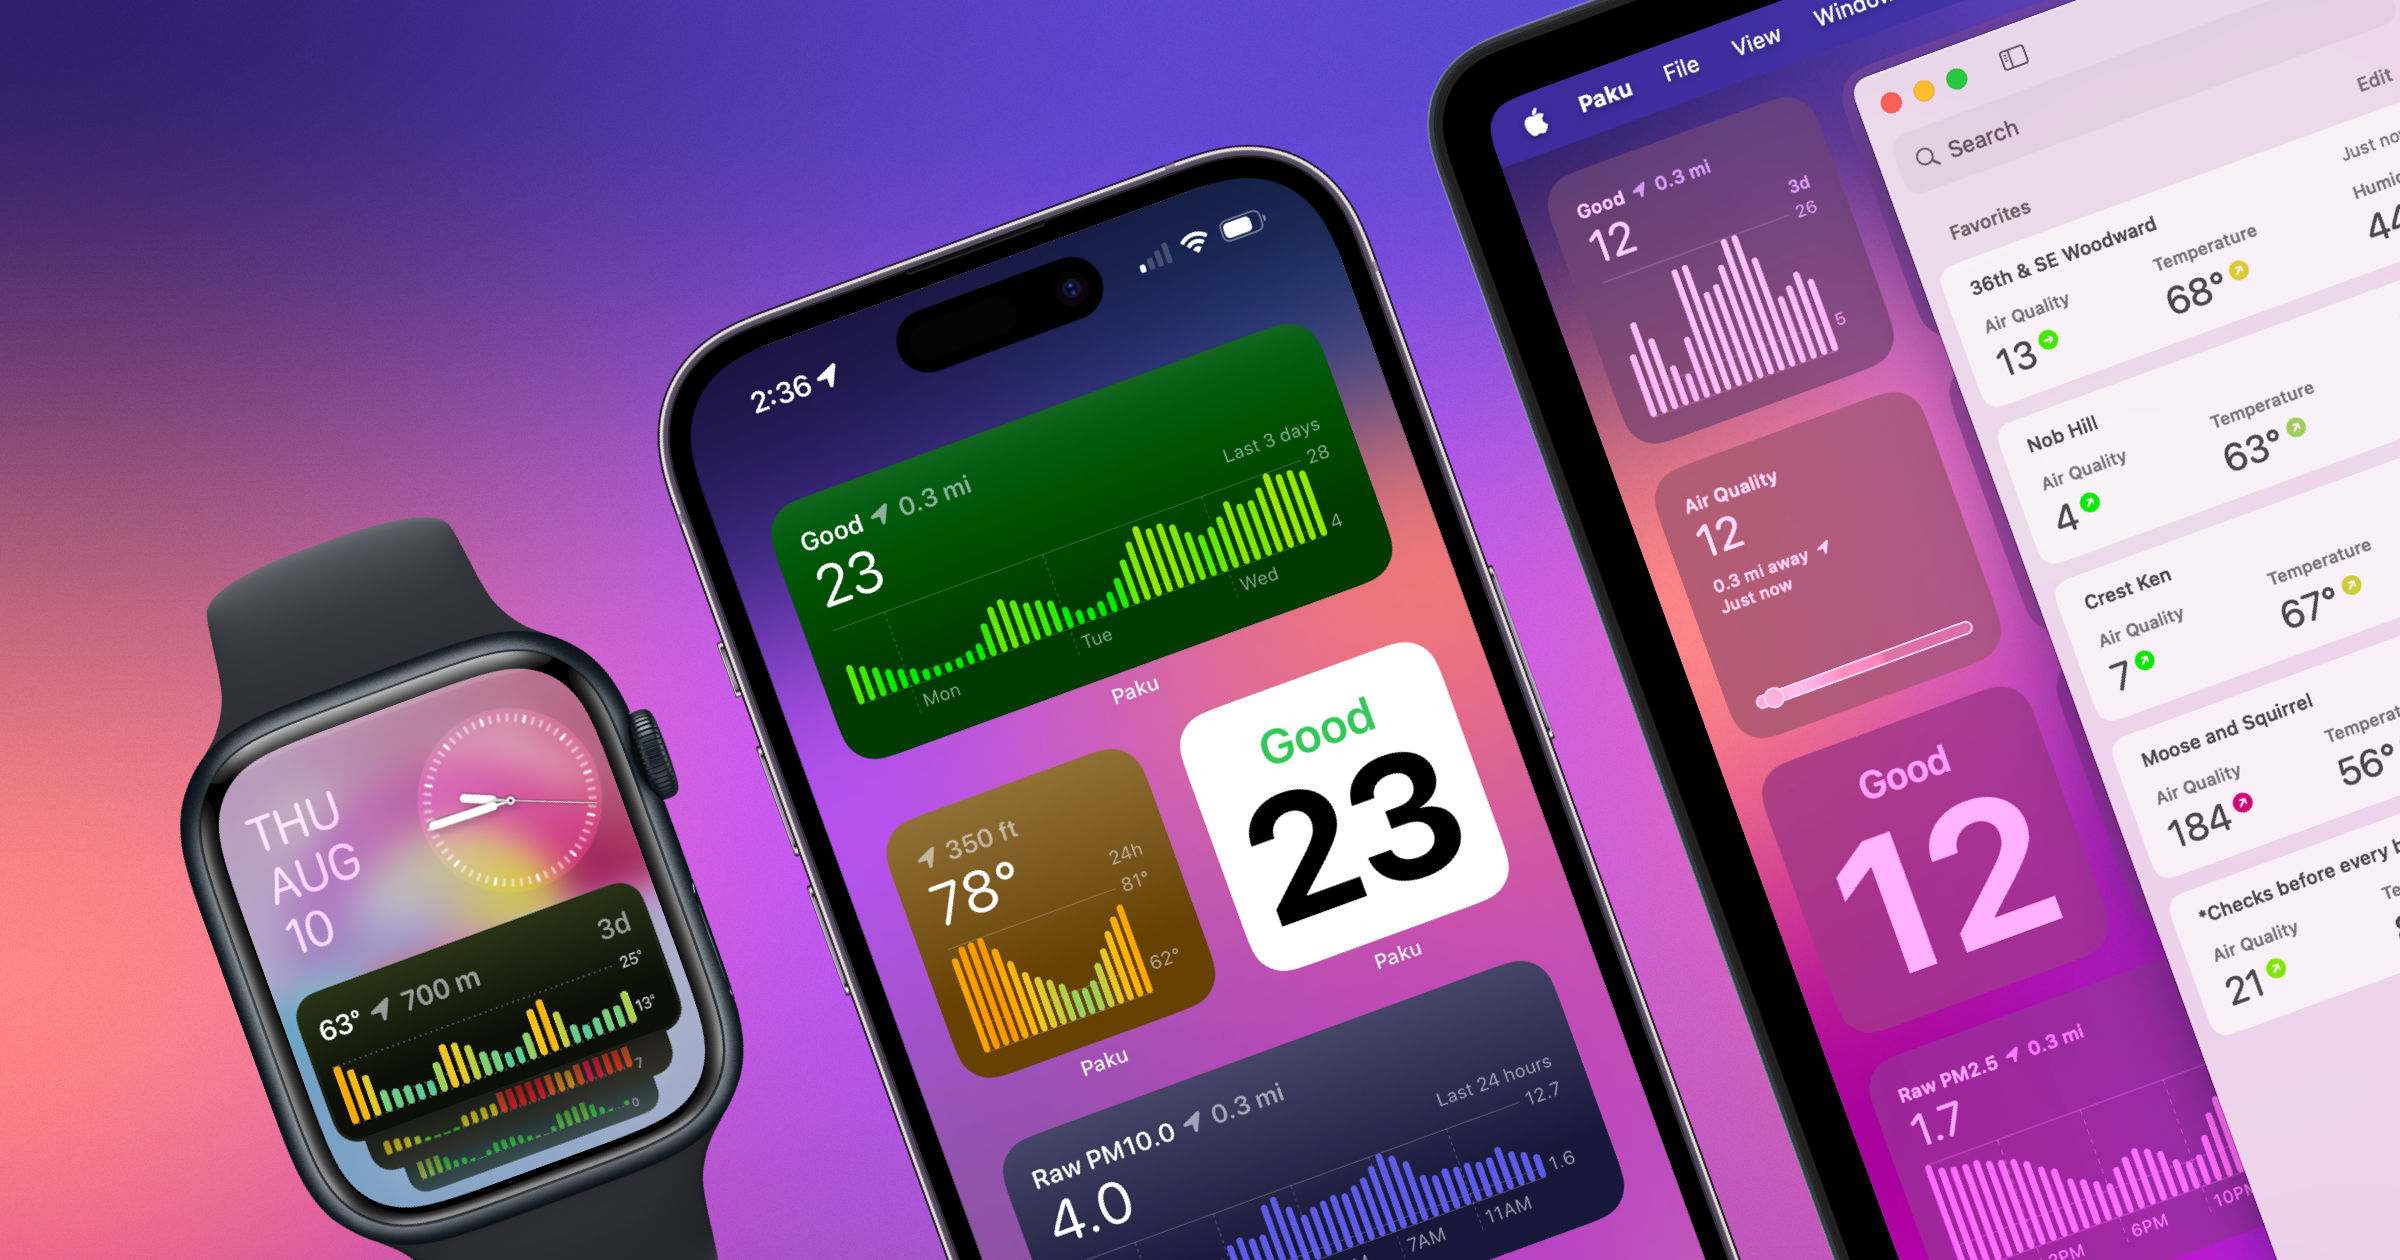 THU
AUG
10
3d
63° 700 m
25°
13°
7
0
2:36
Good 0.3 mi
23
Last 3 days
28
4
Mon
Tue
Wed
Paku
350 ft
78°
24h
81°
62°
Paku
Good
23
Paku
Raw PM10.0 0.3 mi
4.0
Last 24 hours
12.7
1.6
7AM
11AM
Paku File View Window
Good 0.3 mi
12
3d
26
5
Air Quality
12
0.3 mi away
Just now
Good
12
Raw PM2.5 0.3 mi
1.7
2PM
6PM
10PM
Search
Edit
Favorites
36th & SE Woodward
Just now
Air Quality
13
Temperature
68°
44
Nob Hill
Air Quality
4
Temperature
63°
Crest Ken
Air Quality
7
Temperature
67°
Moose and Squirrel
Air Quality
184
56°
*Checks before every
Air Quality
21